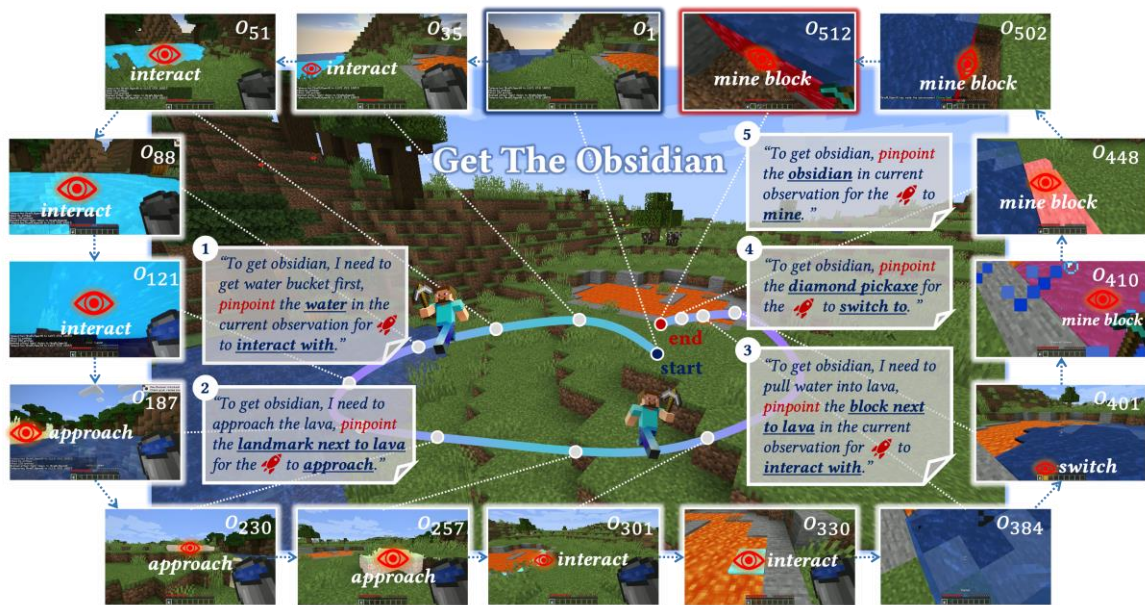 O51
interact
O35
interact
O1
O512
mine block
O502
mine block
O88
interact
Get The Obsidian
5
"To get obsidian, pinpoint
the obsidian in current
observation for the to
mine. "
O448
mine block
1
"To get obsidian, I need to
get water bucket first,
pinpoint the water in the
current observation for
to interact with."
4
"To get obsidian, pinpoint
the diamond pickaxe for
the to switch to."
O121
interact
O410
mine block
end
start
2
"To get obsidian, I need to
approach the lava, pinpoint
the landmark next to lava
for the to approach."
3
"To get obsidian, I need to
pull water into lava,
pinpoint the block next
to lava in the current
observation for to
interact with."
O187
approach
O401
switch
O230
approach
O257
approach
O301
interact
O330
interact
O384